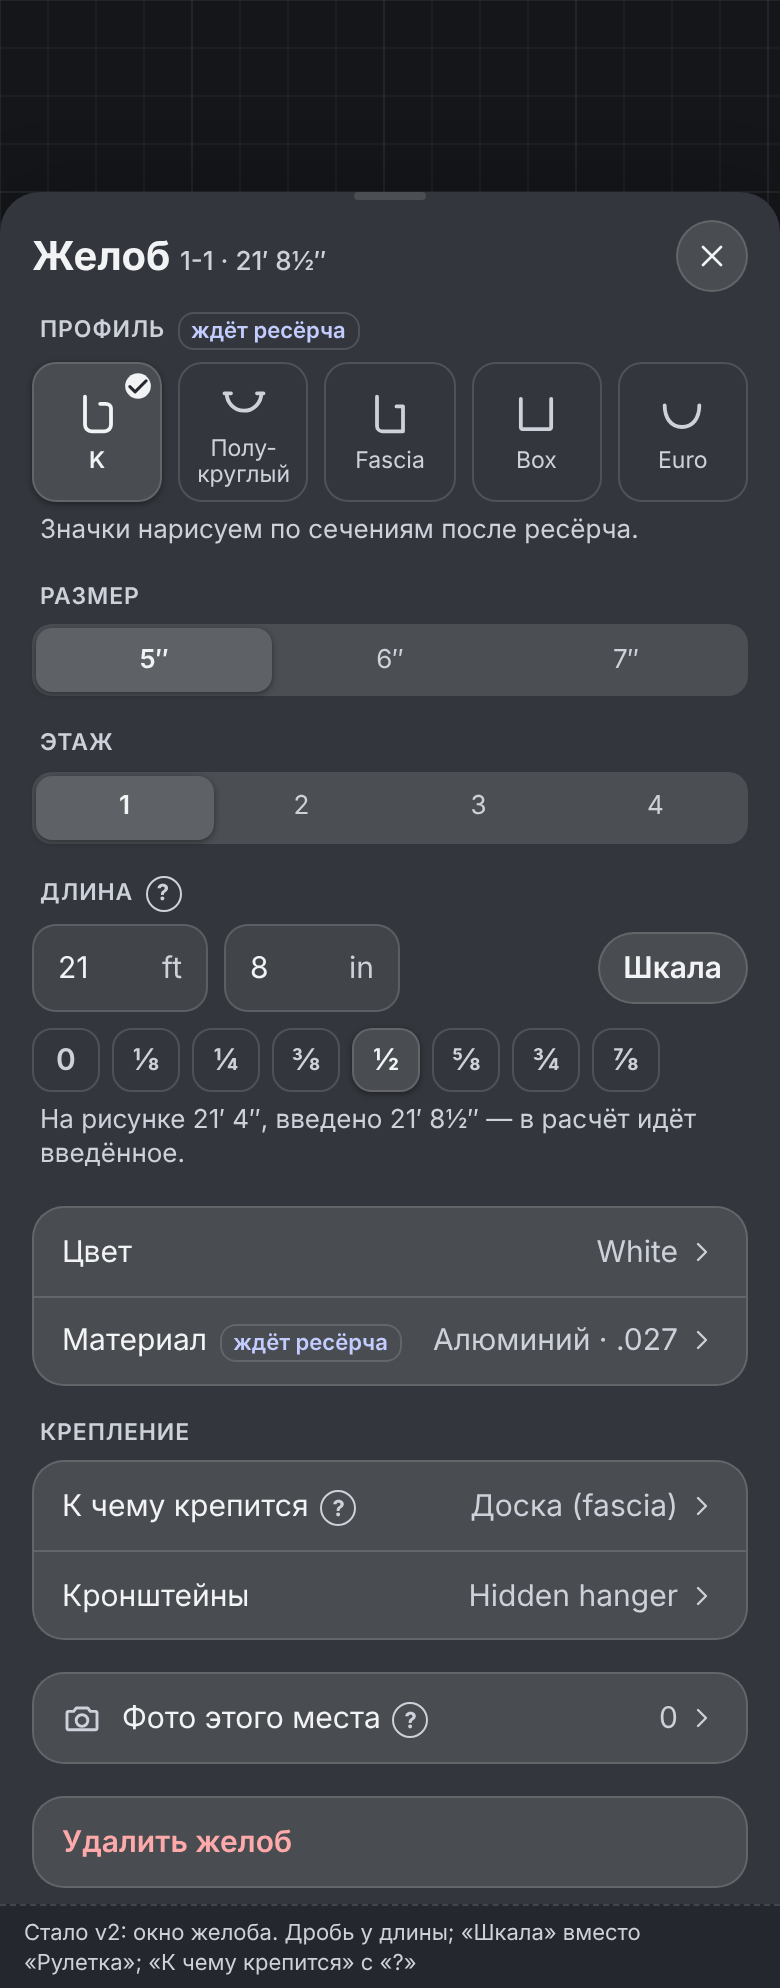 Желоб 1-1 · 21′ 8½″
ПРОФИЛЬ ждёт ресёрча
K
Полу-
круглый
Fascia
Box
Euro
Значки нарисуем по сечениям после ресёрча.
РАЗМЕР
5″ 6″ 7″
ЭТАЖ
1 2 3 4
ДЛИНА ?
21 ft 8 in Шкала
0 ⅛ ¼ ⅜ ½ ⅝ ¾ ⅞
На рисунке 21′ 4″, введено 21′ 8½″ — в расчёт идёт
введённое.
Цвет White
Материал ждёт ресёрча Алюминий · .027
КРЕПЛЕНИЕ
К чему крепится ? Доска (fascia)
Кронштейны Hidden hanger
Фото этого места ? 0
Удалить желоб
Стало v2: окно желоба. Дробь у длины; «Шкала» вместо
«Рулетка»; «К чему крепится» с «?»